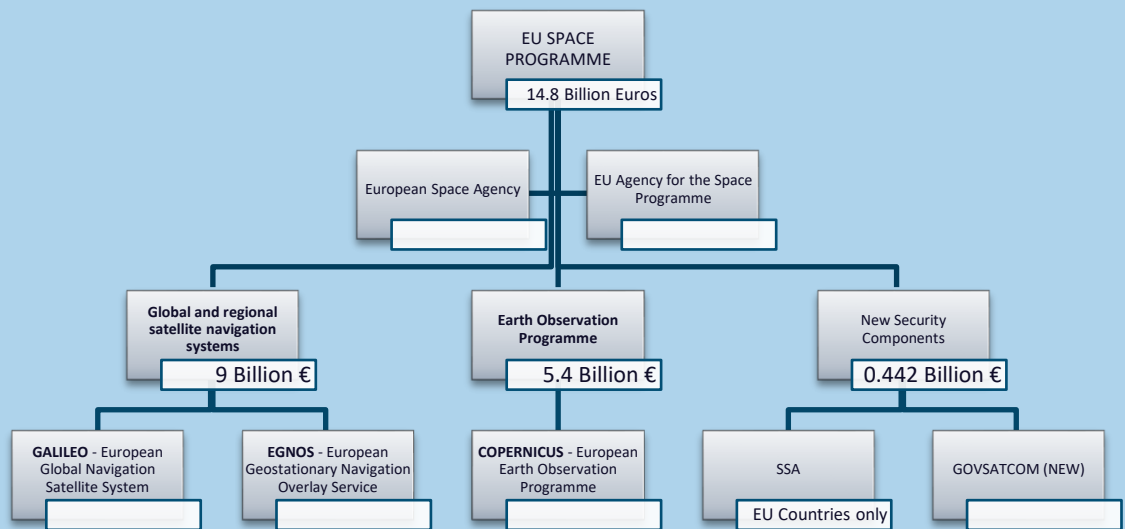 EU SPACE
PROGRAMME
14.8 Billion Euros
European Space Agency
EU Agency for the Space
Programme
Global and regional
satellite navigation
systems
9 Billion €
Earth Observation
Programme
5.4 Billion €
New Security
Components
0.442 Billion €
GALILEO - European
Global Navigation
Satellite System
EGNOS - European
Geostationary Navigation
Overlay Service
COPERNICUS - European
Earth Observation
Programme
SSA
EU Countries only
GOVSATCOM (NEW)